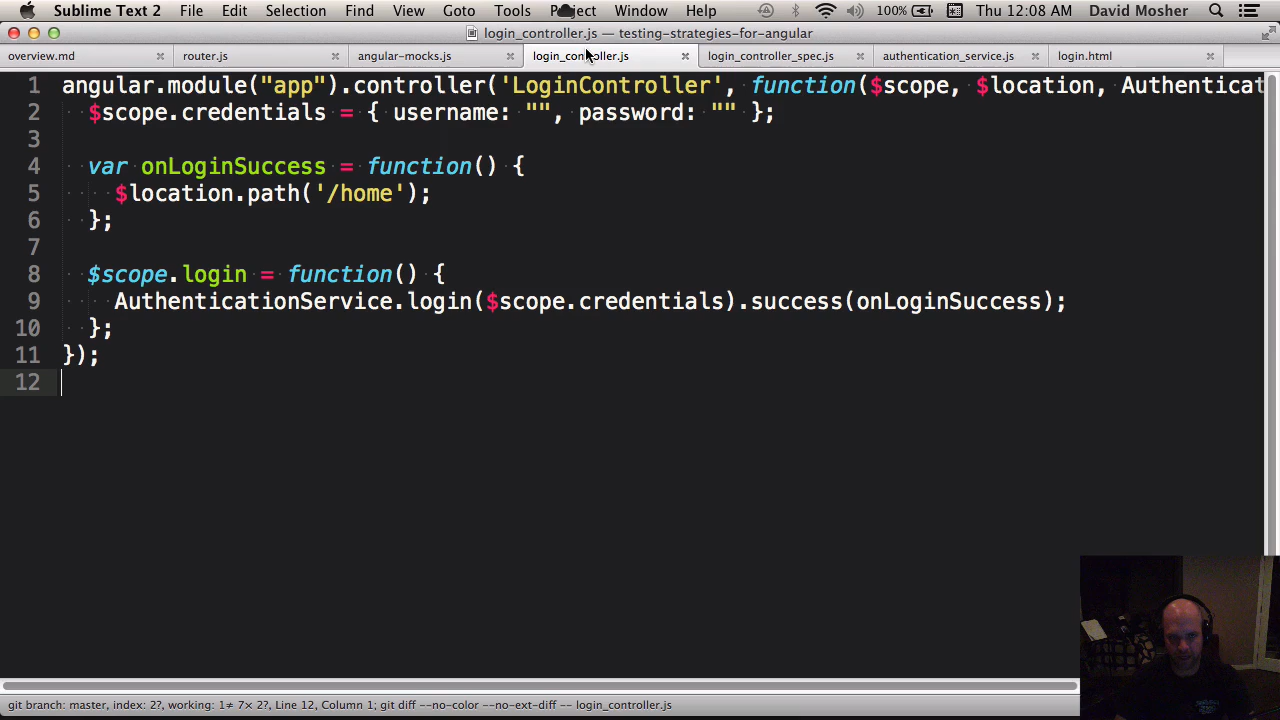 Sublime Text 2 File Edit Selection Find View Goto Tools Project Window Help 100% Thu 12:08 AM David Mosher
login_controller.js — testing-strategies-for-angular
overview.md router.js angular-mocks.js login_controller.js login_controller_spec.js authentication_service.js login.html
1 angular.module("app").controller('LoginController', function($scope, $location, Authenticat
2 $scope.credentials = { username: "", password: "" };
3
4 var onLoginSuccess = function() {
5 $location.path('/home');
6 };
7
8 $scope.login = function() {
9 AuthenticationService.login($scope.credentials).success(onLoginSuccess);
10 };
11 });
12
git branch: master, index: 2?, working: 1≠ 7× 2?, Line 12, Column 1; git diff --no-color --no-ext-diff -- login_controller.js